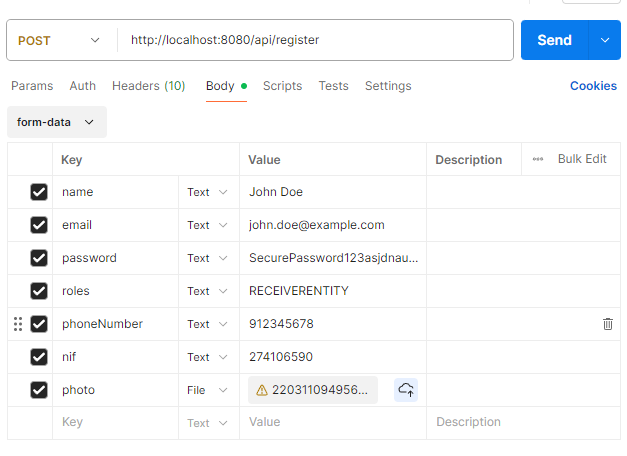 POST http://localhost:8080/api/register Send
Params Auth Headers (10) Body Scripts Tests Settings Cookies
form-data
Key Value Description Bulk Edit
name Text John Doe
email Text john.doe@example.com
password Text SecurePassword123asjdnau...
roles Text RECEIVERENTITY
phoneNumber Text 912345678
nif Text 274106590
photo File 220311094956...
Key Text Value Description